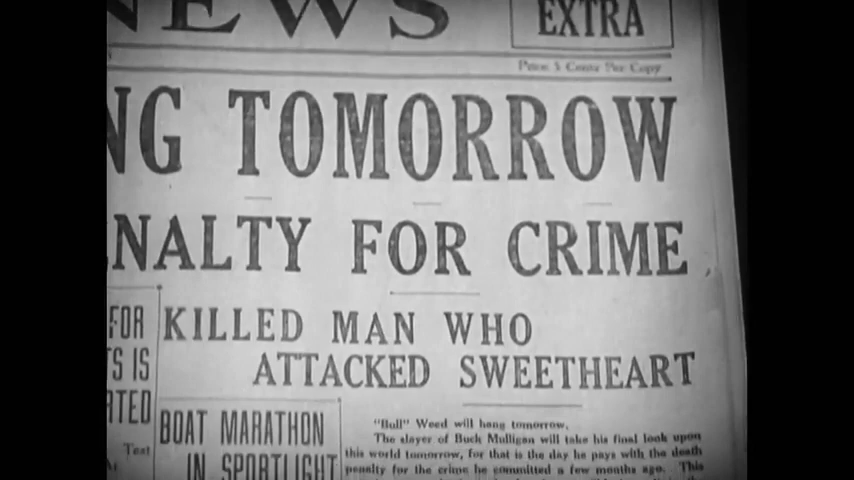 NEWS
EXTRA
Price 5 Cents Per Copy
NG TOMORROW
NALTY FOR CRIME
FOR
TS IS
ATED
Test
KILLED MAN WHO
ATTACKED SWEETHEART
BOAT MARATHON
IN SPORTLIGHT
"Bull" Weed will hang tomorrow.
The slayer of Buck Mulligan will take his final look upon
this world tomorrow, for that is the day he pays with the death
penalty for the crime he committed a few months ago. This